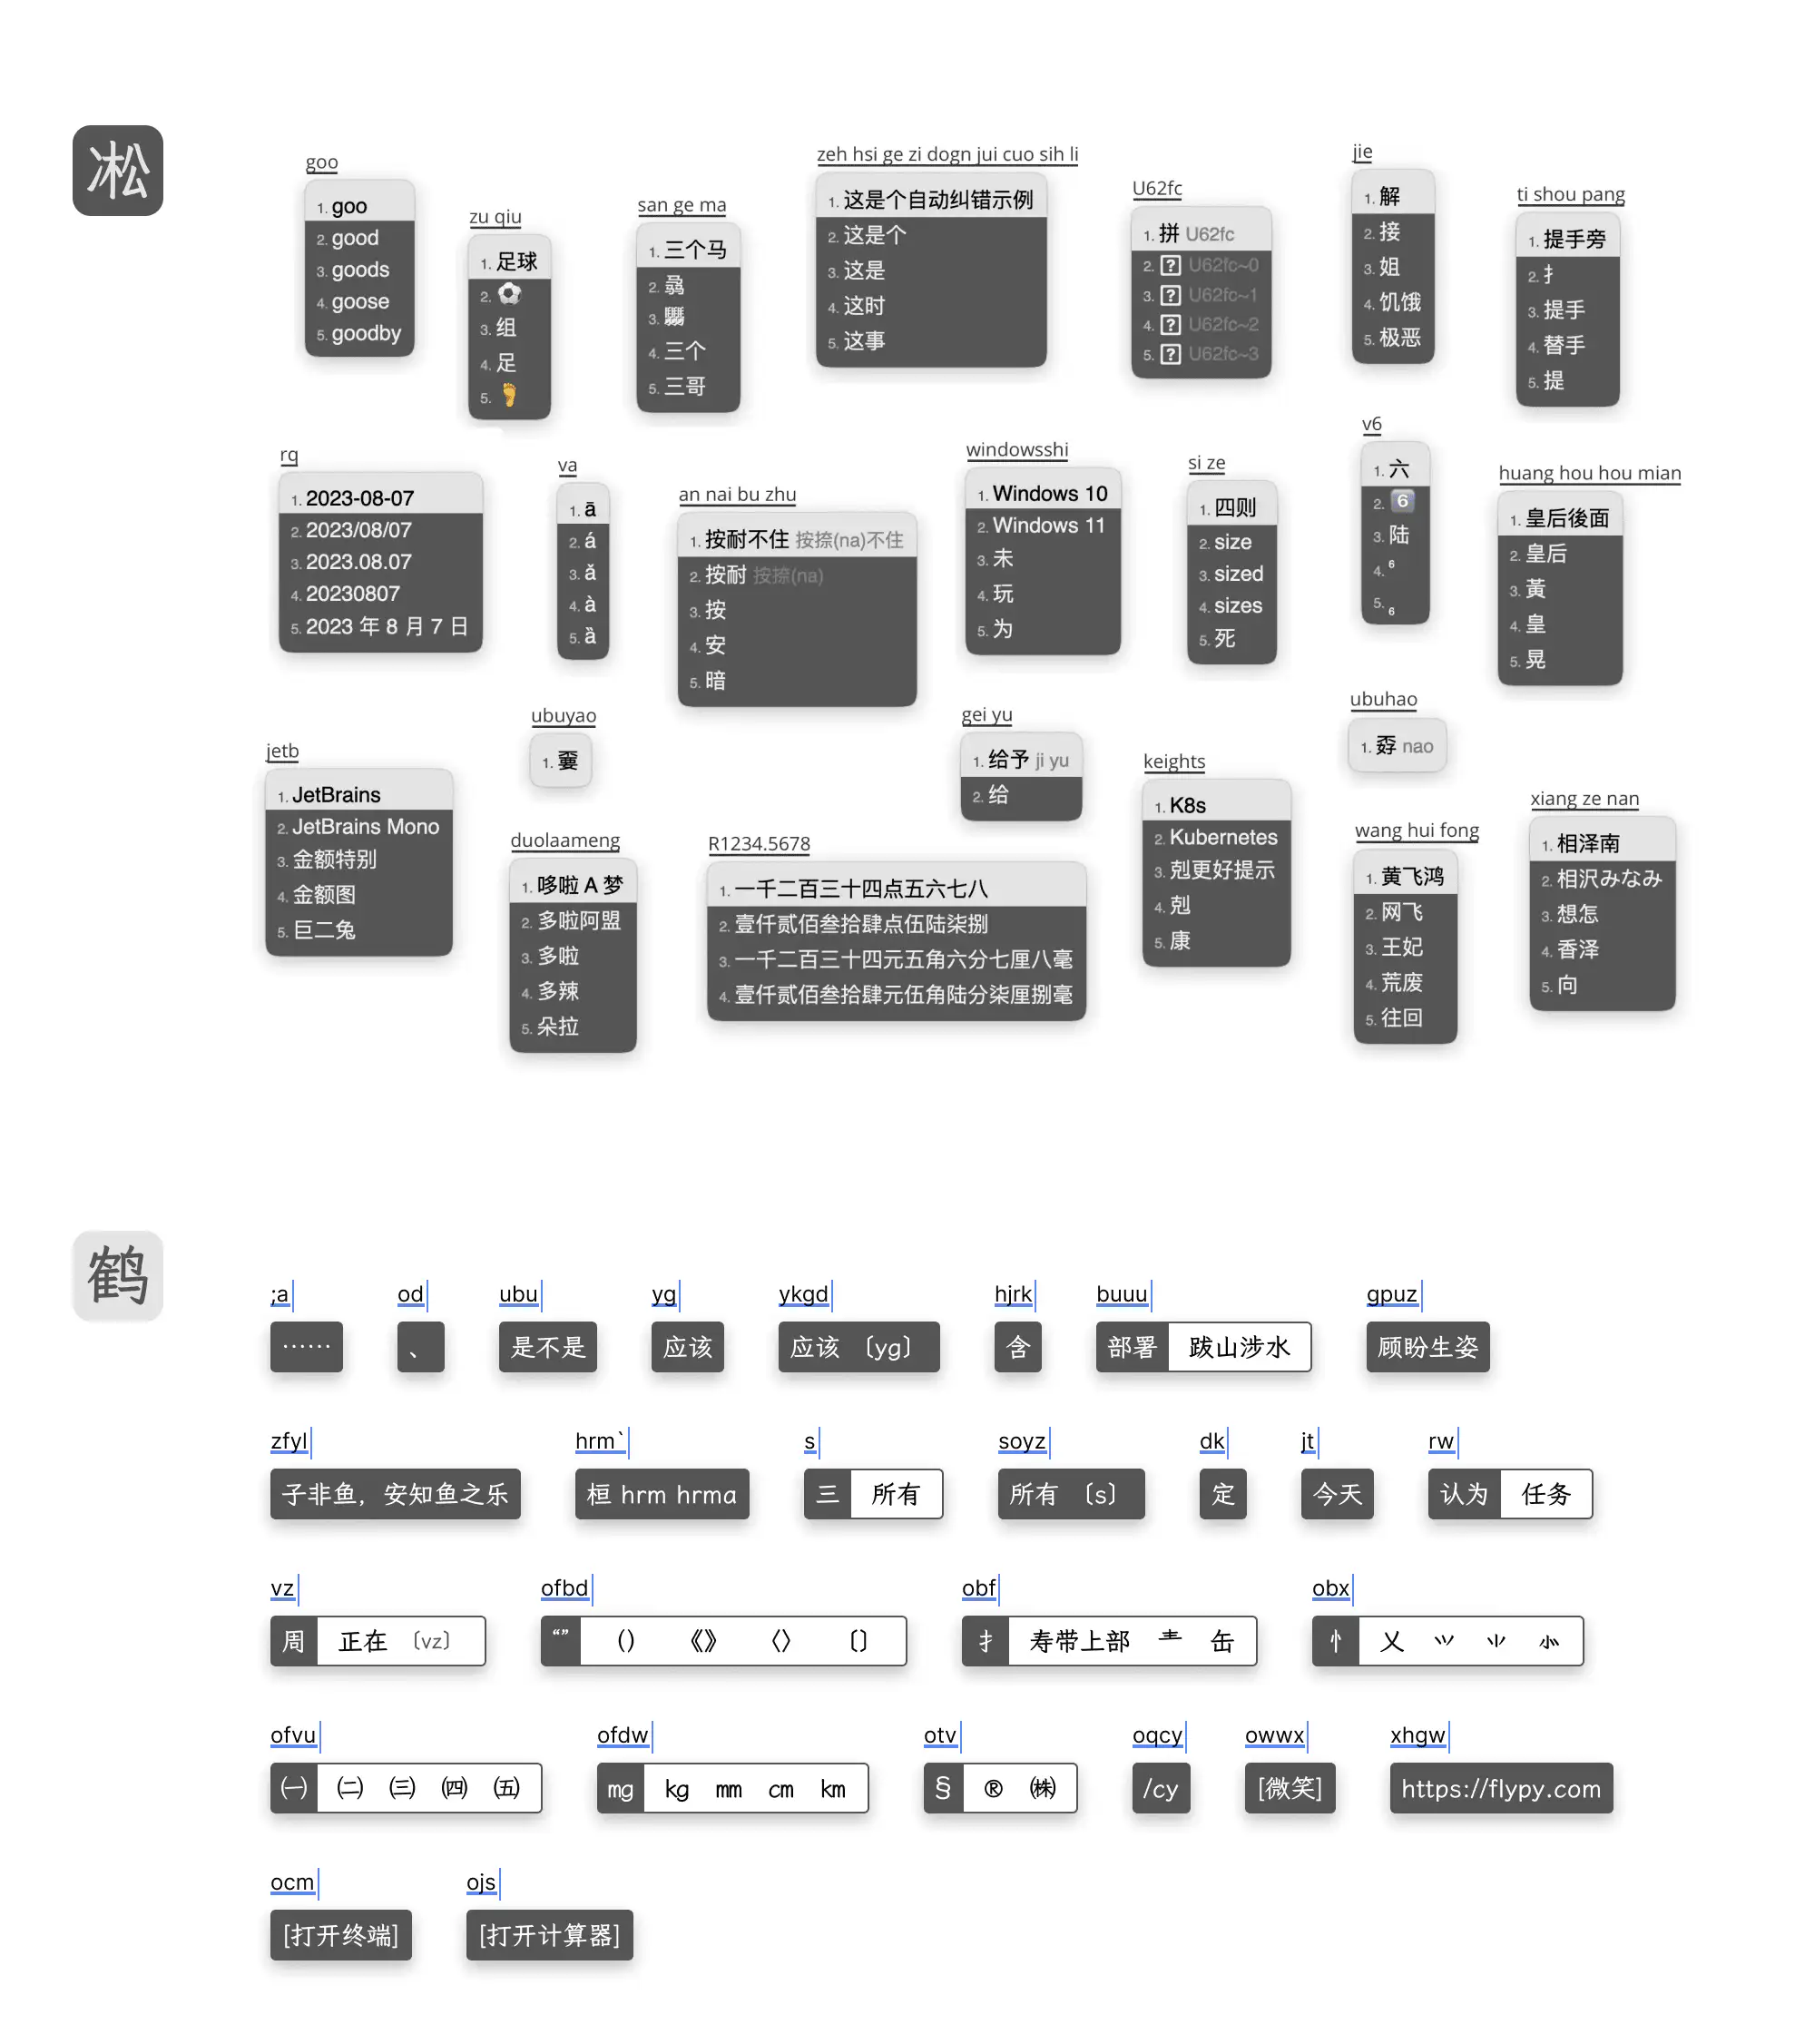 凇
goo
1. goo
2. good
3. goods
4. goose
5. goodby
zu qiu
1. 足球
2. ⚽
3. 组
4. 足
5. 🦶
san ge ma
1. 三个马
2. 骉
3. 驫
4. 三个
5. 三哥
zeh hsi ge zi dogn jui cuo sih li
1. 这是个自动纠错示例
2. 这是个
3. 这是
4. 这时
5. 这事
U62fc
1. 拼 U62fc
2. U62fc~0
3. U62fc~1
4. U62fc~2
5. U62fc~3
jie
1. 解
2. 接
3. 姐
4. 饥饿
5. 极恶
ti shou pang
1. 提手旁
2. 扌
3. 提手
4. 替手
5. 提
rq
1. 2023-08-07
2. 2023/08/07
3. 2023.08.07
4. 20230807
5. 2023 年 8 月 7 日
va
1. ā
2. á
3. ǎ
4. à
5. ȁ
an nai bu zhu
1. 按耐不住 按捺(na)不住
2. 按耐 按捺(na)
3. 按
4. 安
5. 暗
windowsshi
1. Windows 10
2. Windows 11
3. 未
4. 玩
5. 为
si ze
1. 四则
2. size
3. sized
4. sizes
5. 死
v6
1. 六
2. 6️⃣
3. 陆
4. ⁶
5. ₆
huang hou hou mian
1. 皇后後面
2. 皇后
3. 黃
4. 皇
5. 晃
jetb
1. JetBrains
2. JetBrains Mono
3. 金额特别
4. 金额图
5. 巨二兔
ubuyao
1. 嫑
duolaameng
1. 哆啦 A 梦
2. 多啦阿盟
3. 多啦
4. 多辣
5. 朵拉
R1234.5678
1. 一千二百三十四点五六七八
2. 壹仟贰佰叁拾肆点伍陆柒捌
3. 一千二百三十四元五角六分七厘八毫
4. 壹仟贰佰叁拾肆元伍角陆分柒厘捌毫
gei yu
1. 给予 ji yu
2. 给
keights
1. K8s
2. Kubernetes
3. 剋更好提示
4. 剋
5. 康
ubuhao
1. 孬 nao
wang hui fong
1. 黄飞鸿
2. 网飞
3. 王妃
4. 荒废
5. 往回
xiang ze nan
1. 相泽南
2. 相沢みなみ
3. 想怎
4. 香泽
5. 向
鹤
;a od ubu yg ykgd hjrk buuu gpuz
…… 、 是不是 应该 应该 〔yg〕 含 部署 跋山涉水 顾盼生姿
zfyl hrm` s soyz dk jt rw
子非鱼，安知鱼之乐 桓 hrm hrma 三 所有 所有 〔s〕 定 今天 认为 任务
vz ofbd obf obx
周 正在 〔vz〕 “” （） 《》 〈〉 〔〕 扌 寿带上部 龶 缶 忄 乂 ⺍ ⺌ ⺗
ofvu ofdw otv oqcy owwx xhgw
㈠ ㈡ ㈢ ㈣ ㈤ mg kg mm cm km § ® ㈱ /cy [微笑] https://flypy.com
ocm ojs
[打开终端] [打开计算器]